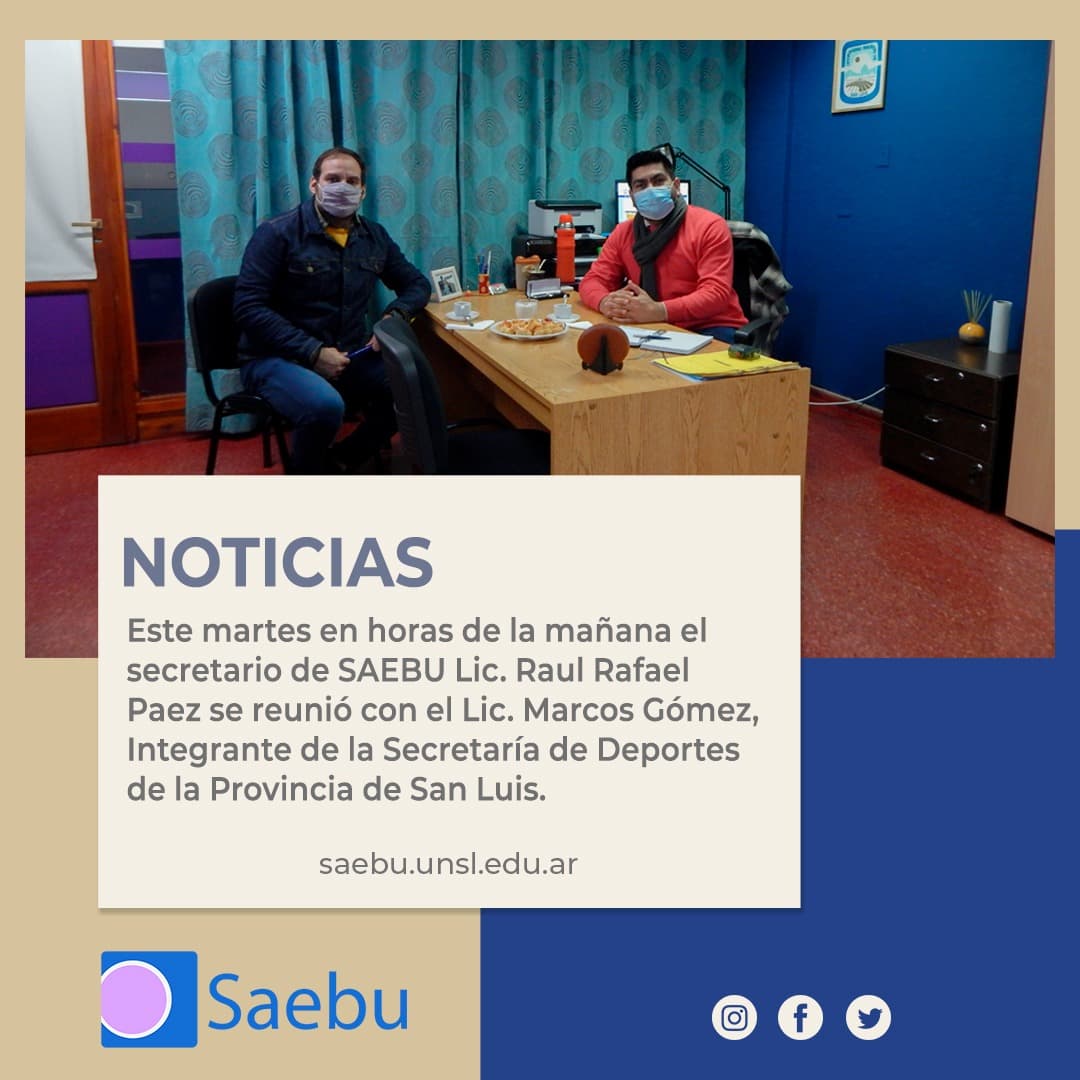 NOTICIAS
Este martes en horas de la mañana el
secretario de SAEBU Lic. Raul Rafael
Paez se reunió con el Lic. Marcos Gómez,
Integrante de la Secretaría de Deportes
de la Provincia de San Luis.
saebu.unsl.edu.ar
Saebu